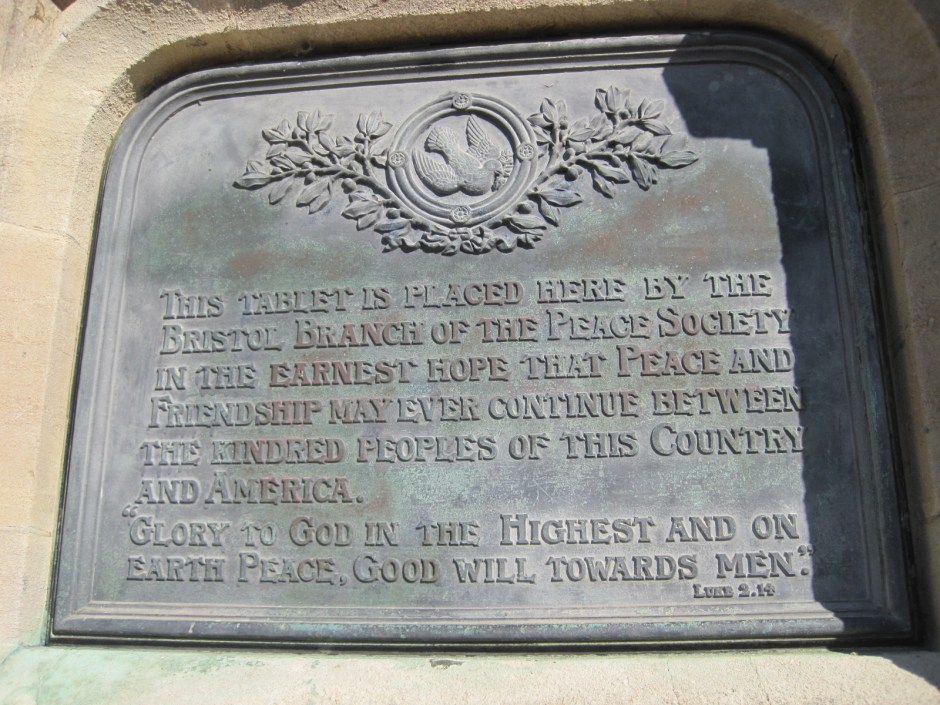 This tablet is placed here by the
Bristol Branch of the Peace Society
in the earnest hope that Peace and
Friendship may ever continue between
the kindred peoples of this Country
and America.
"Glory to God in the Highest and on
earth Peace, Good will towards men."
Luke 2.14